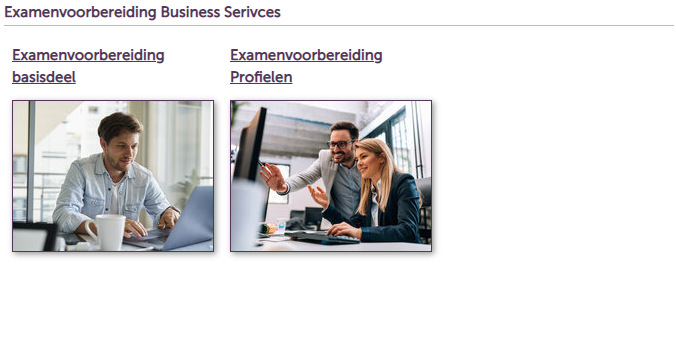 Examenvoorbereiding Business Serivces
Examenvoorbereiding
basisdeel
Examenvoorbereiding
Profielen